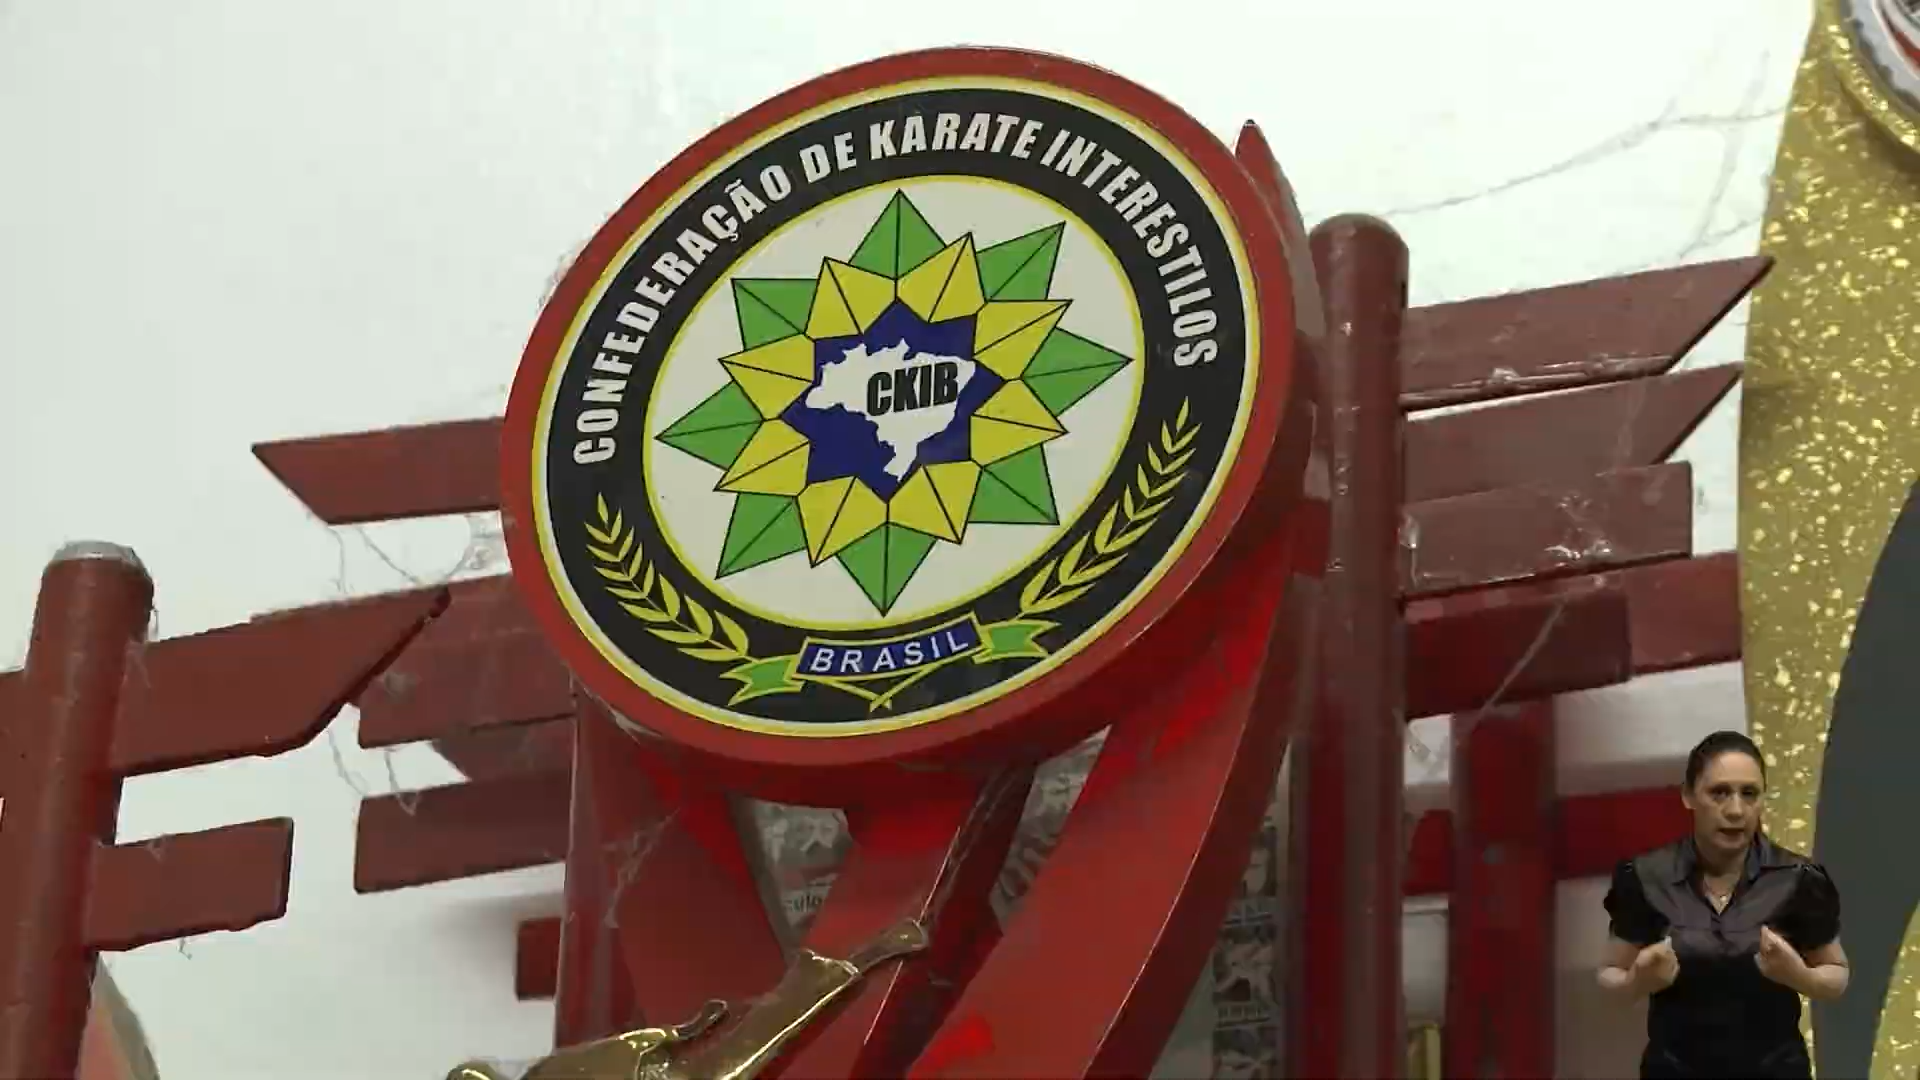 CONFEDERAÇÃO DE KARATE INTERESTILOS
CKIB
BRASIL